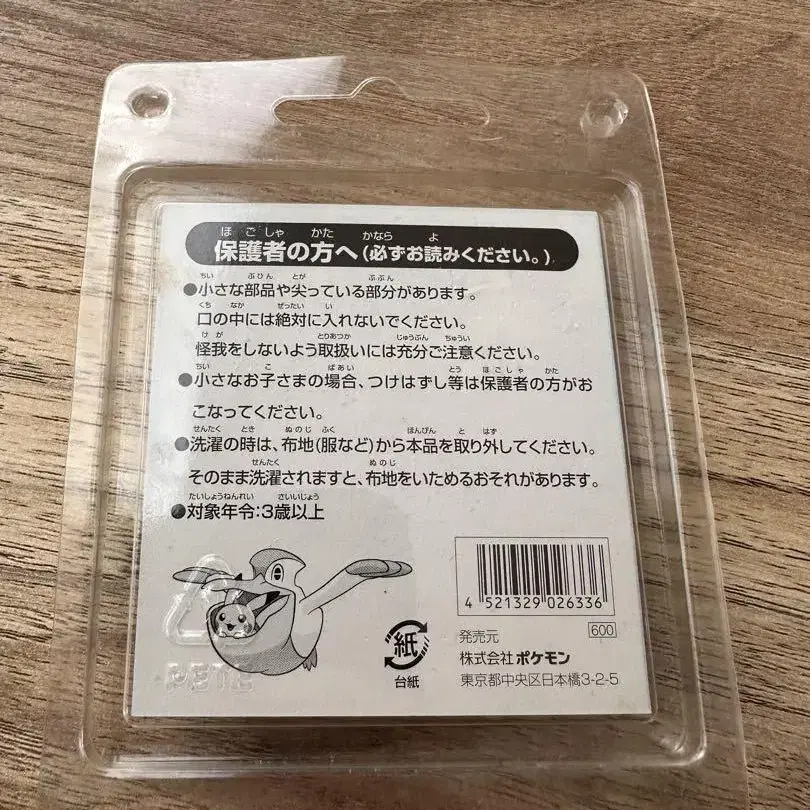 ほごしゃ かた かなら よ
保護者の方へ(必ずお読みください。)
ちい ぶひん とが ぶぶん
●小さな部品や尖っている部分があります。
くち なか ぜったい い
口の中には絶対に入れないでください。
けが とりあつか じゅうぶん ちゅうい
怪我をしないよう取扱いには充分ご注意ください。
ちい こ ばあい とう ほごしゃ かた
●小さなお子さまの場合、つけはずし等は保護者の方がお
こなってください。
せんたく とき ぬのじ ふく ほんぴん と はず
●洗濯の時は、布地(服など)から本品を取り外してください。
せんたく ぬのじ
そのまま洗濯されますと、布地をいためるおそれがあります。
たいしょうねんれい さいいじょう
●対象年令:3歳以上
4 521329 026336
600
紙
台紙
発売元
株式会社ポケモン
東京都中央区日本橋3-2-5
PETE